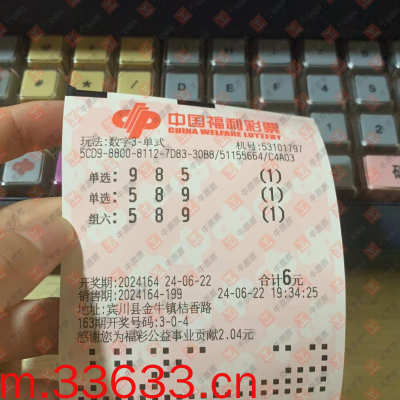 中国福利彩票
CHINA WELFARE LOTTERY
玩法:数字3-单式 机号:53101797
5CD9-8800-8112-7D83-30B8/51155664/C4A03
单选: 9 8 5 (1)
单选: 5 8 9 (1)
组六: 5 8 9 (1)
开奖期:2024164 24-06-22 合计6元
销售期:2024164-199 24-06-22 19:34:25
地址:宾川县金牛镇桔香路
163期开奖号码:3-0-4
感谢您为福彩公益事业贡献2.04元
m.33633.cn